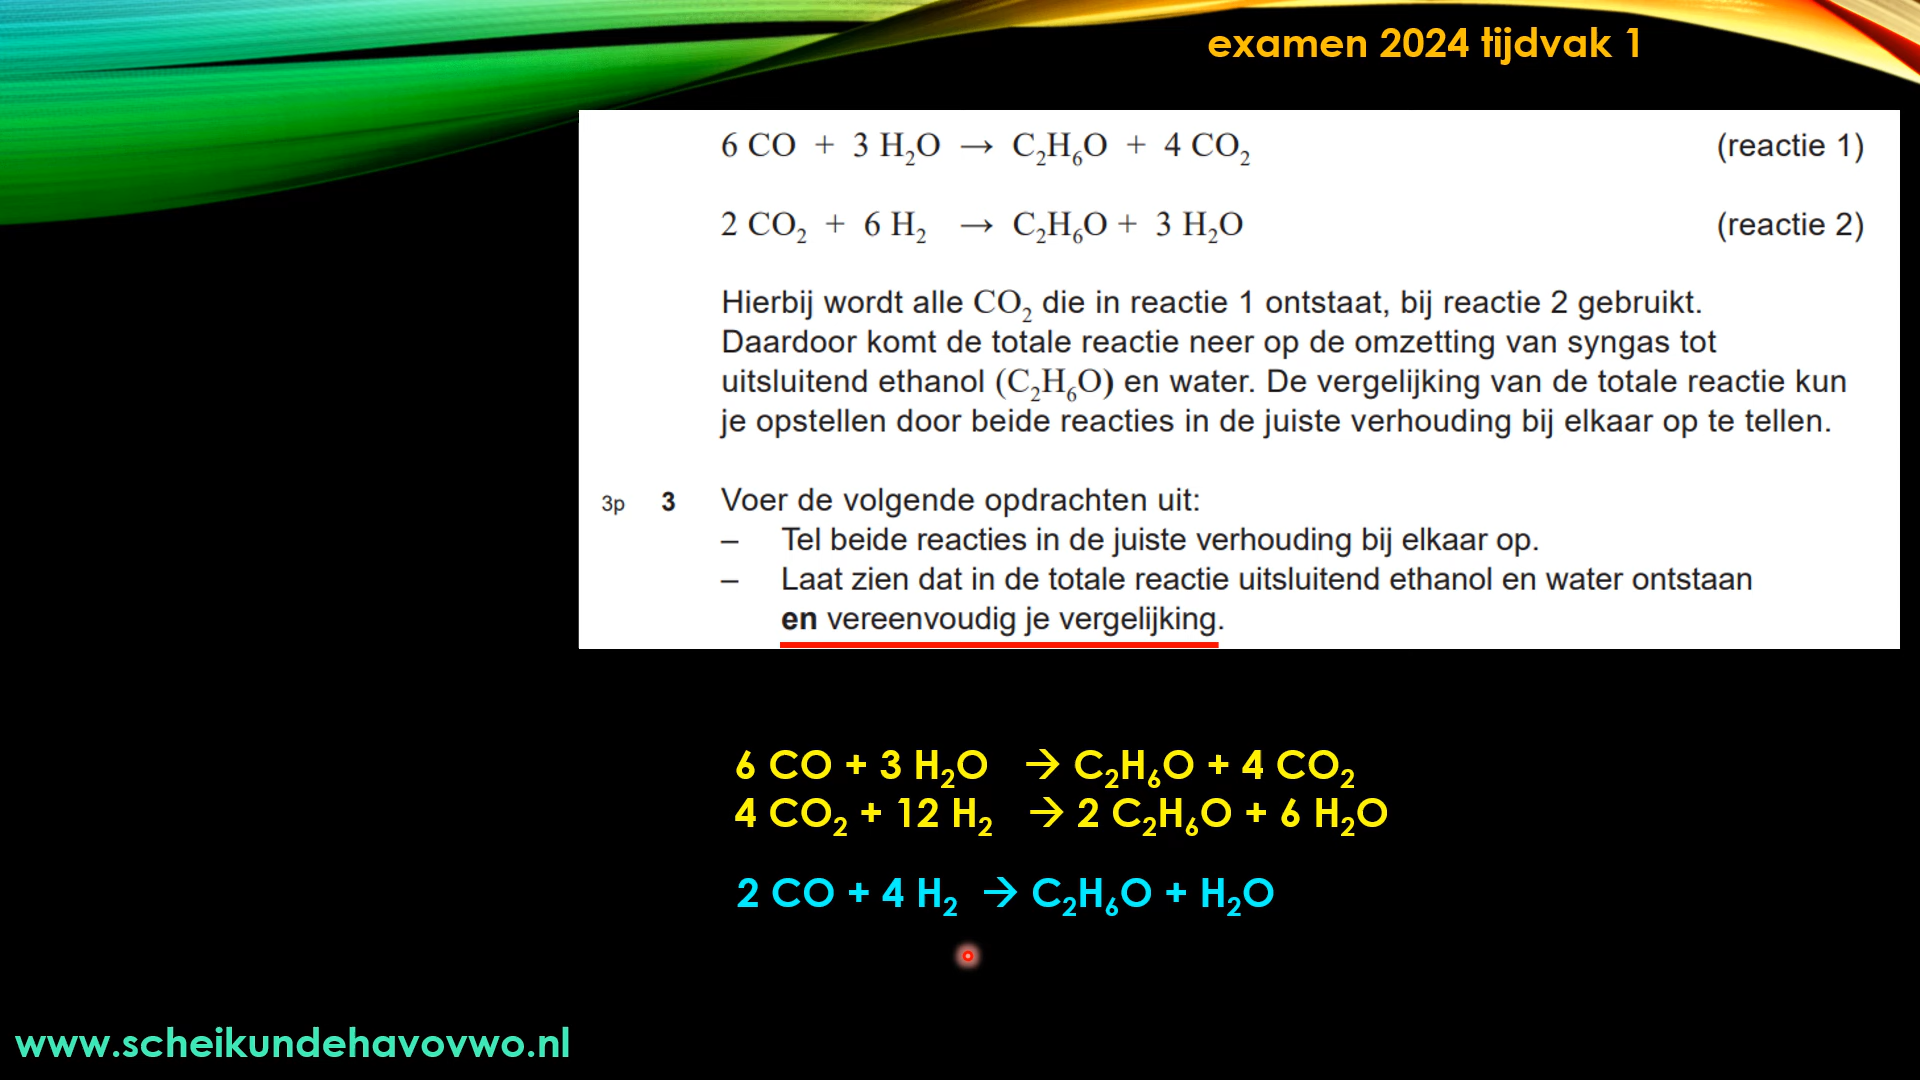 examen 2024 tijdvak 1
6 CO + 3 H₂O → C₂H₆O + 4 CO₂ (reactie 1)
2 CO₂ + 6 H₂ → C₂H₆O + 3 H₂O (reactie 2)
Hierbij wordt alle CO₂ die in reactie 1 ontstaat, bij reactie 2 gebruikt.
Daardoor komt de totale reactie neer op de omzetting van syngas tot
uitsluitend ethanol (C₂H₆O) en water. De vergelijking van de totale reactie kun
je opstellen door beide reacties in de juiste verhouding bij elkaar op te tellen.
3p 3 Voer de volgende opdrachten uit:
– Tel beide reacties in de juiste verhouding bij elkaar op.
– Laat zien dat in de totale reactie uitsluitend ethanol en water ontstaan
en vereenvoudig je vergelijking.
6 CO + 3 H₂O → C₂H₆O + 4 CO₂
4 CO₂ + 12 H₂ → 2 C₂H₆O + 6 H₂O
2 CO + 4 H₂ → C₂H₆O + H₂O
www.scheikundehavovwo.nl